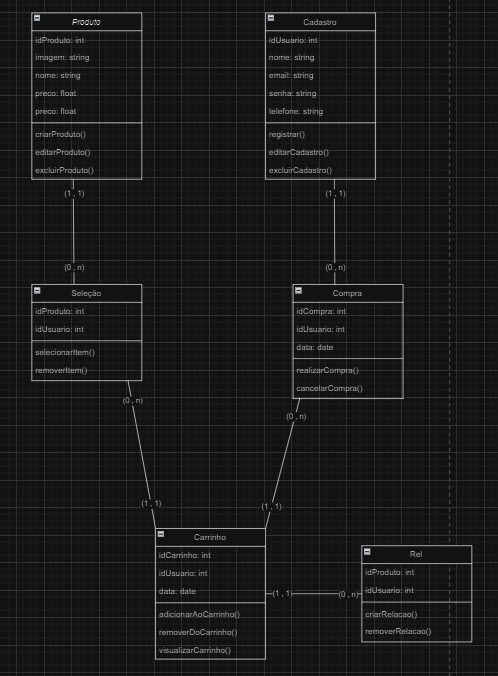 Produto
idProduto: int
imagem: string
nome: string
preco: float
preco: float
criarProduto()
editarProduto()
excluirProduto()
Cadastro
idUsuario: int
nome: string
email: string
senha: string
telefone: string
registrar()
editarCadastro()
excluirCadastro()
(1 , 1)
(1 , 1)
(0 , n)
(0 , n)
Seleção
idProduto: int
idUsuario: int
selecionarItem()
removerItem()
Compra
idCompra: int
idUsuario: int
data: date
realizarCompra()
cancelarCompra()
(0 , n)
(0 , n)
(1 , 1)
(1 , 1)
Carrinho
idCarrinho: int
idUsuario: int
data: date
adicionarAoCarrinho()
removerDoCarrinho()
visualizarCarrinho()
(1 , 1)
(0 , n)
Rel
idProduto: int
idUsuario: int
criarRelacao()
removerRelacao()